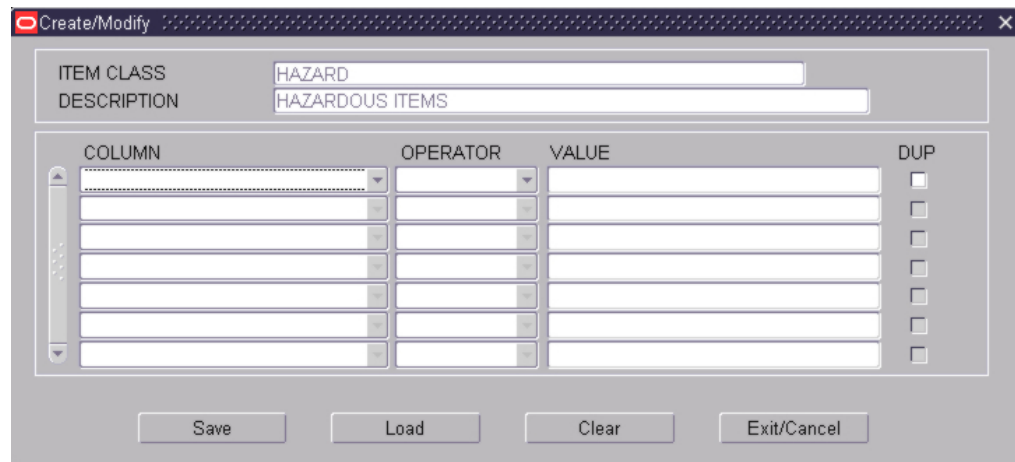 Create/Modify
ITEM CLASS HAZARD
DESCRIPTION HAZARDOUS ITEMS
COLUMN OPERATOR VALUE DUP
Save Load Clear Exit/Cancel